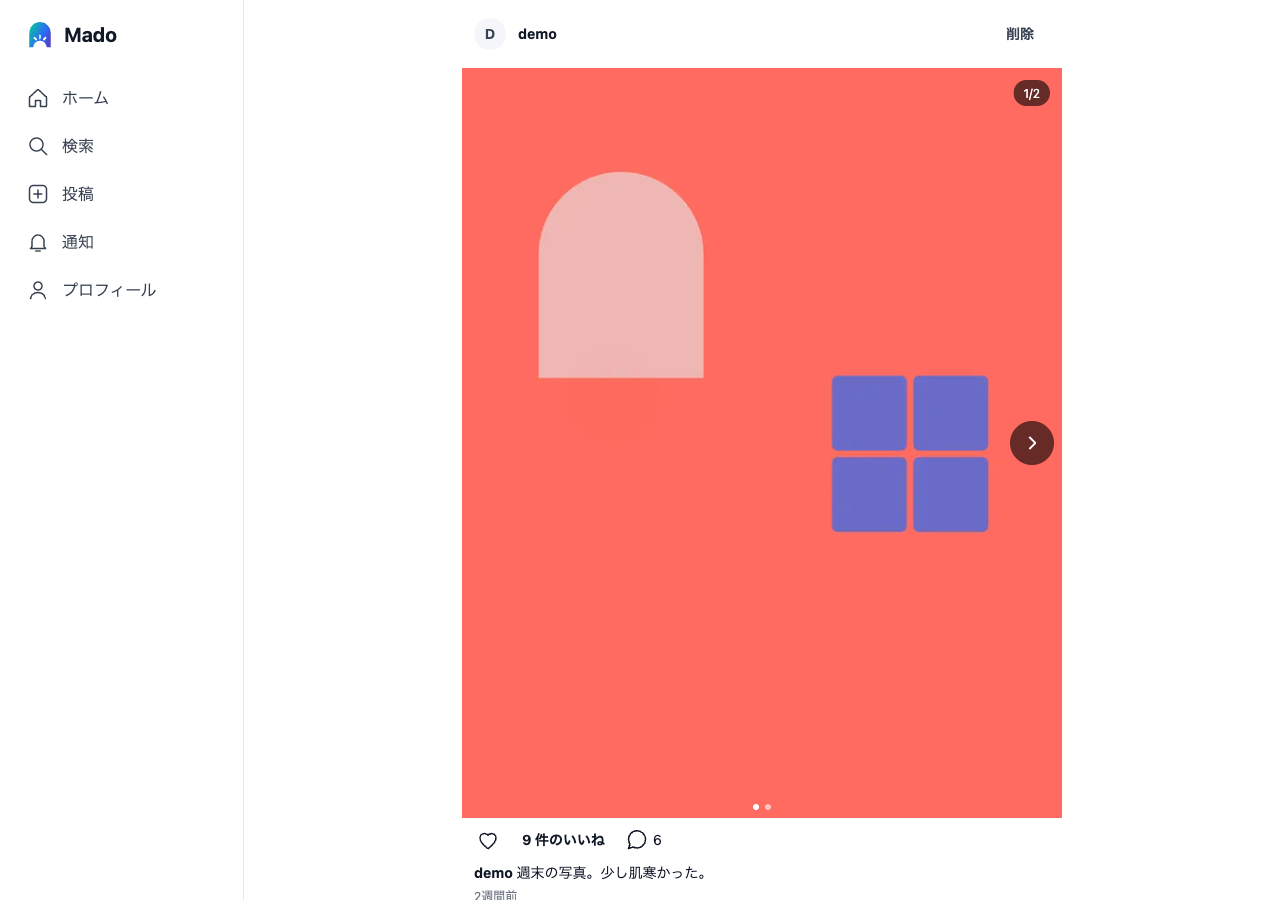 Mado
ホーム
検索
投稿
通知
プロフィール
D demo 削除
1/2
9 件のいいね 6
demo 週末の写真。少し肌寒かった。
2週間前